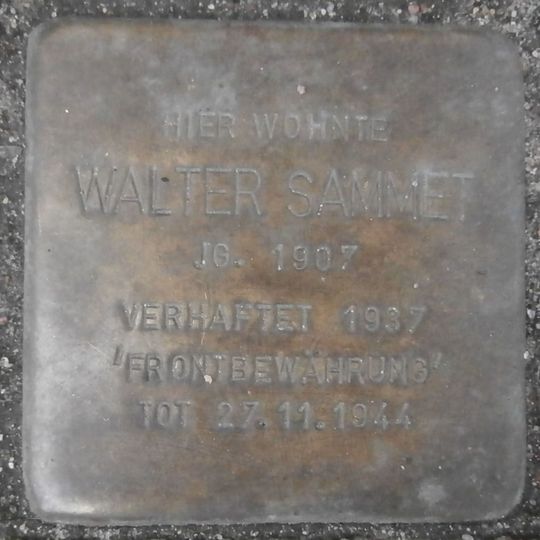 HIER WOHNTE
WALTER SAMMET
JG. 1907
VERHAFTET 1937
'FRONTBEWÄHRUNG'
TOT 27.11.1944